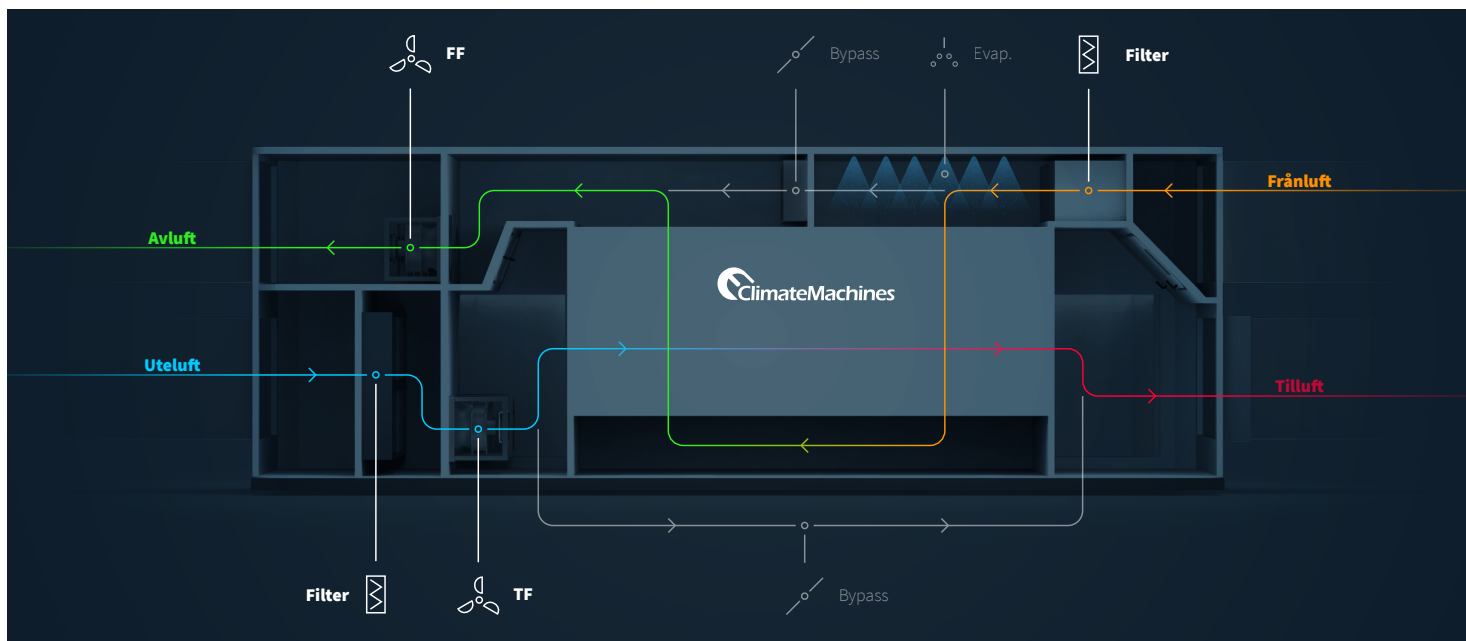 FF
Bypass
Evap.
Filter
Frånluft
Avluft
ClimateMachines
Uteluft
Tilluft
Filter
TF
Bypass